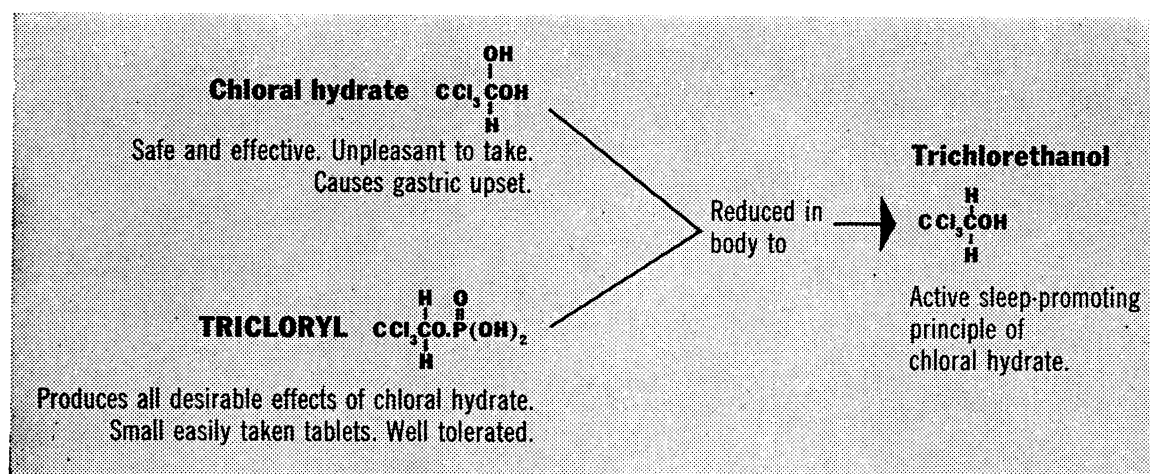 Chloral hydrate CCl₃COH
OH
H
Safe and effective. Unpleasant to take.
Causes gastric upset.
TRICLORYL CCl₃CO.P(OH)₂
H O
H
Produces all desirable effects of chloral hydrate.
Small easily taken tablets. Well tolerated.
Reduced in
body to
Trichlorethanol
H
CCl₃COH
H
Active sleep-promoting
principle of
chloral hydrate.